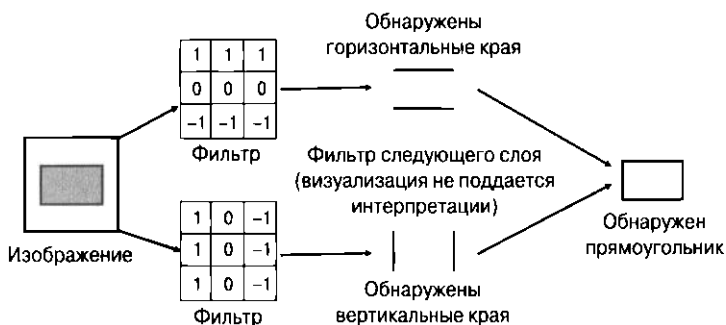 Обнаружены
горизонтальные края
1 1 1
0 0 0
-1 -1 -1
Фильтр
Изображение
Фильтр следующего слоя
(визуализация не поддается
интерпретации)
Обнаружен
прямоугольник
1 0 -1
1 0 -1
1 0 -1
Фильтр
Обнаружены
вертикальные края